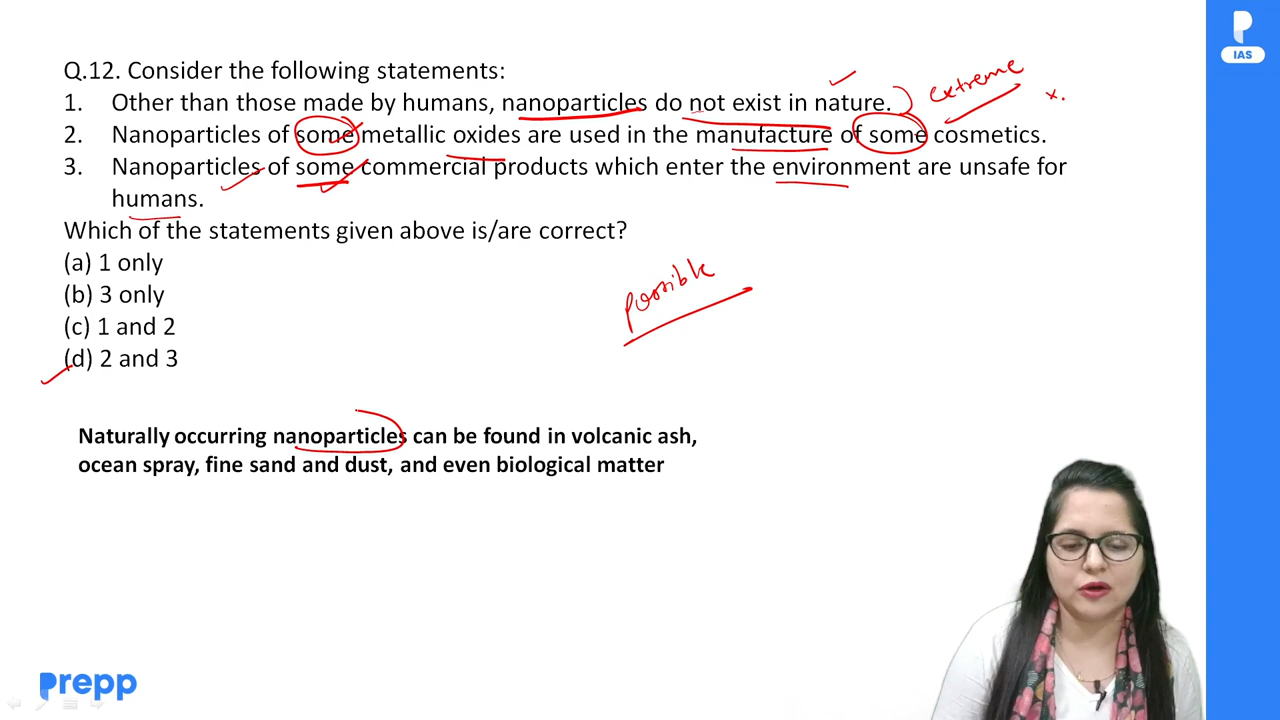 IAS
Q.12. Consider the following statements:
1. Other than those made by humans, nanoparticles do not exist in nature.
extreme
x.
2. Nanoparticles of some metallic oxides are used in the manufacture of some cosmetics.
3. Nanoparticles of some commercial products which enter the environment are unsafe for
humans.
Which of the statements given above is/are correct?
(a) 1 only
(b) 3 only
possible
(c) 1 and 2
(d) 2 and 3
Naturally occurring nanoparticles can be found in volcanic ash,
ocean spray, fine sand and dust, and even biological matter
Prepp